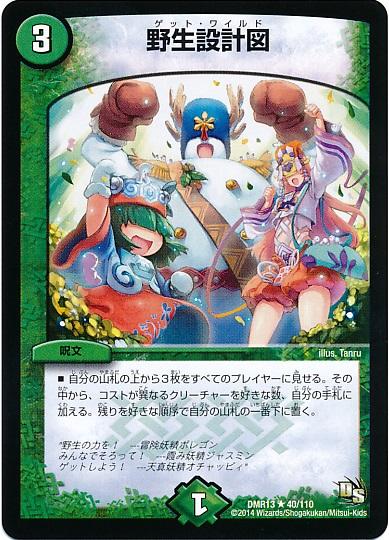 3
ゲット・ワイルド
野生設計図
呪文
illus. Tanru
■ 自分の山札の上から3枚をすべてのプレイヤーに見せる。その
中から、コストが異なるクリーチャーを好きな数、自分の手札に
加える。残りを好きな順序で自分の山札の一番下に置く。
"野生の力を! ---冒険妖精ポレゴン
みんなそろって! ---霞み妖精ジャスミン
ゲットしよう! ---天真妖精オチャッピィ"
1
DMR13 ★ 40/110
©2014 Wizards/Shogakukan/Mitsui-Kids
DS